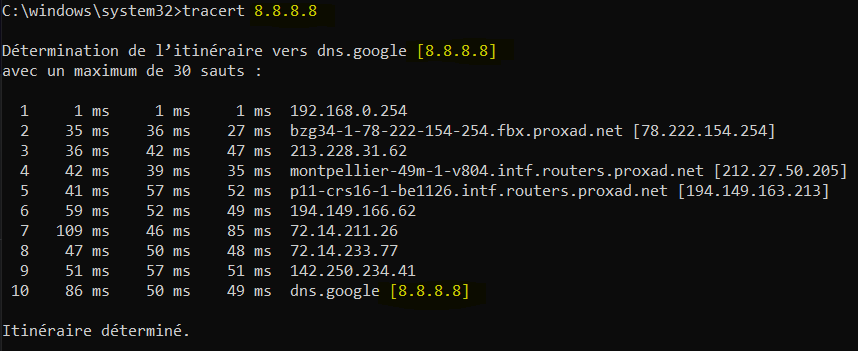 C:\windows\system32>tracert 8.8.8.8
Détermination de l’itinéraire vers dns.google [8.8.8.8]
avec un maximum de 30 sauts :
1 1 ms 1 ms 1 ms 192.168.0.254
2 35 ms 36 ms 27 ms bzg34-1-78-222-154-254.fbx.proxad.net [78.222.154.254]
3 36 ms 42 ms 47 ms 213.228.31.62
4 42 ms 39 ms 35 ms montpellier-49m-1-v804.intf.routers.proxad.net [212.27.50.205]
5 41 ms 57 ms 52 ms p11-crs16-1-be1126.intf.routers.proxad.net [194.149.163.213]
6 59 ms 52 ms 49 ms 194.149.166.62
7 109 ms 46 ms 85 ms 72.14.211.26
8 47 ms 50 ms 48 ms 72.14.233.77
9 51 ms 57 ms 51 ms 142.250.234.41
10 86 ms 50 ms 49 ms dns.google [8.8.8.8]
Itinéraire déterminé.